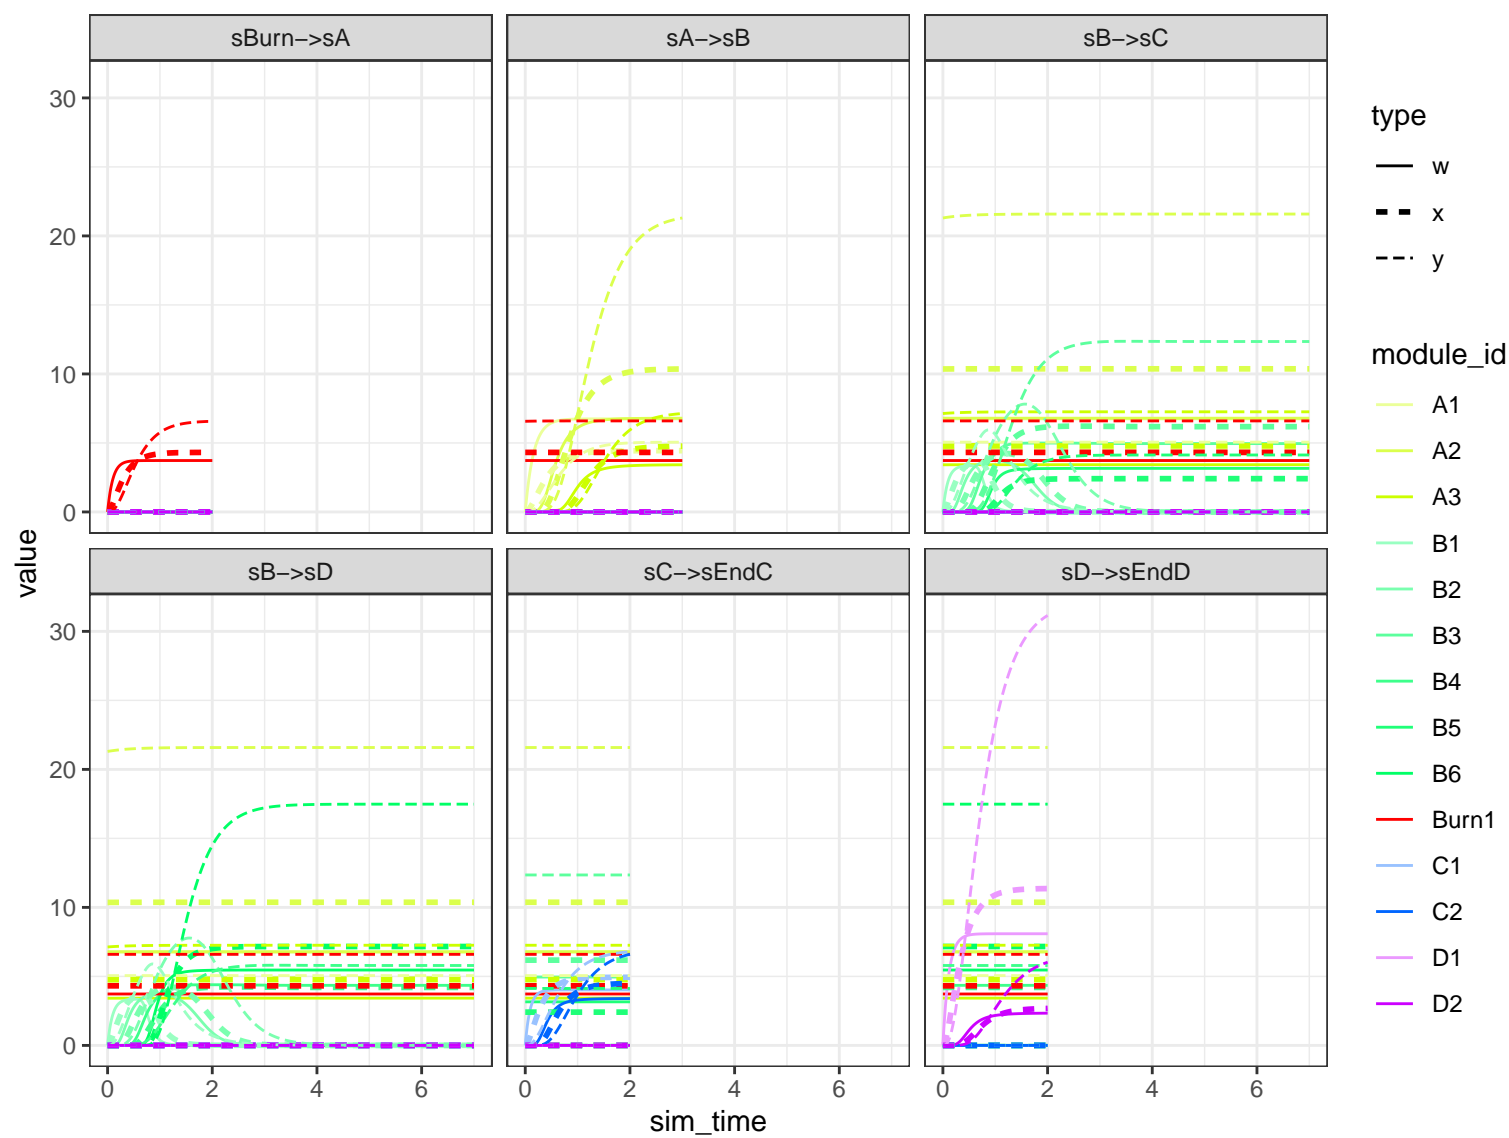 sBurn−>sA
sA−>sB
sB−>sC
30
20
10
0
sB−>sD
sC−>sEndC
sD−>sEndD
30
20
10
0
0
2
4
6
0
2
4
6
0
2
4
6
sim_time
value
type
w
x
y
module_id
A1
A2
A3
B1
B2
B3
B4
B5
B6
Burn1
C1
C2
D1
D2